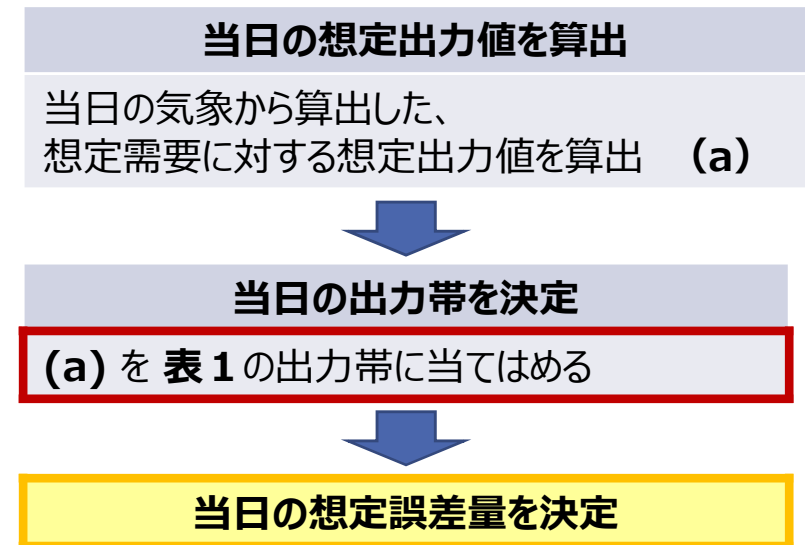 当日の想定出力値を算出
当日の気象から算出した、
想定需要に対する想定出力値を算出 (a)
当日の出力帯を決定
(a) を 表1の出力帯に当てはめる
当日の想定誤差量を決定